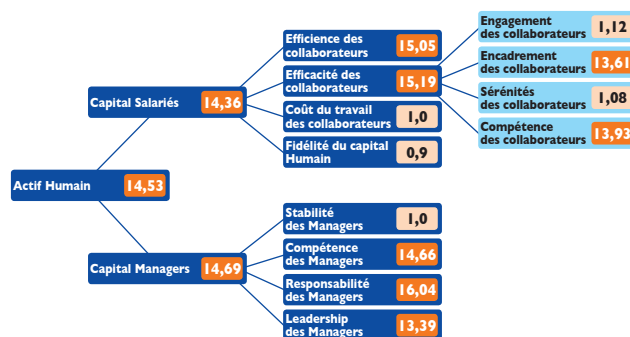 Engagement
des collaborateurs
1,12
Efficience des
collaborateurs
15,05
Encadrement
des collaborateurs
13,61
Efficacité des
collaborateurs
15,19
Capital Salariés
14,36
Sérénités
des collaborateurs
1,08
Coût du travail
des collaborateurs
1,0
Compétence
des collaborateurs
13,93
Fidélité du capital
Humain
0,9
Actif Humain
14,53
Stabilité
des Managers
1,0
Compétence
des Managers
14,66
Capital Managers
14,69
Responsabilité
des Managers
16,04
Leadership
des Managers
13,39